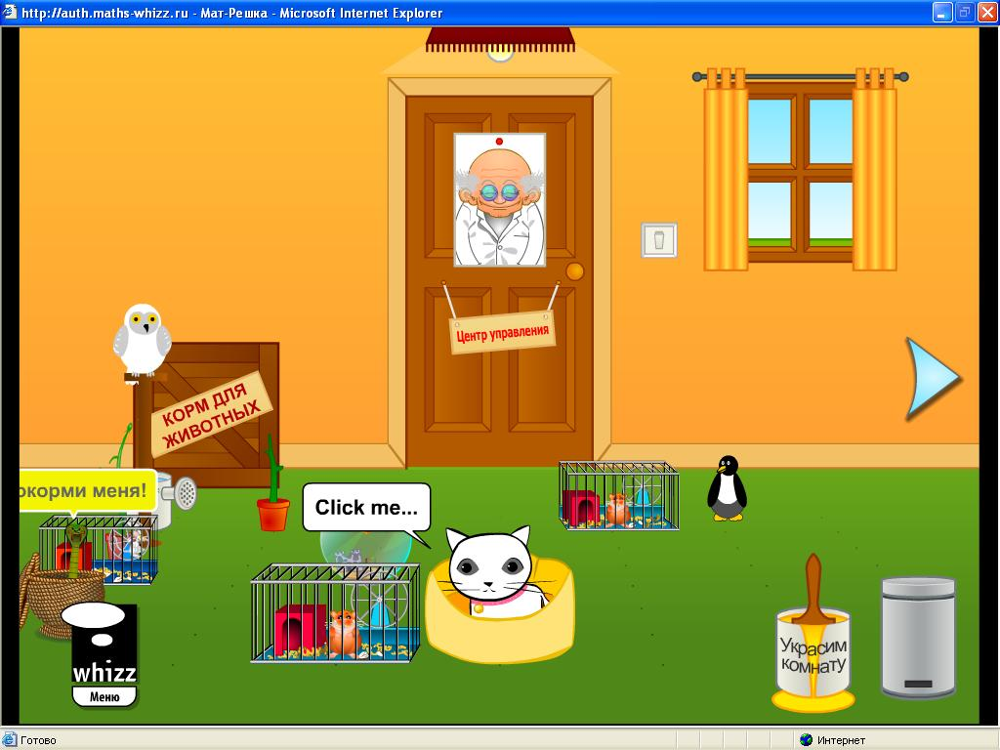 http://auth.maths-whizz.ru - Мат-Решка - Microsoft Internet Explorer
Центр управления
КОРМ ДЛЯ
ЖИВОТНЫХ
окорми меня!
Click me...
Украсим
комнату
whizz
Меню
Готово
Интернет